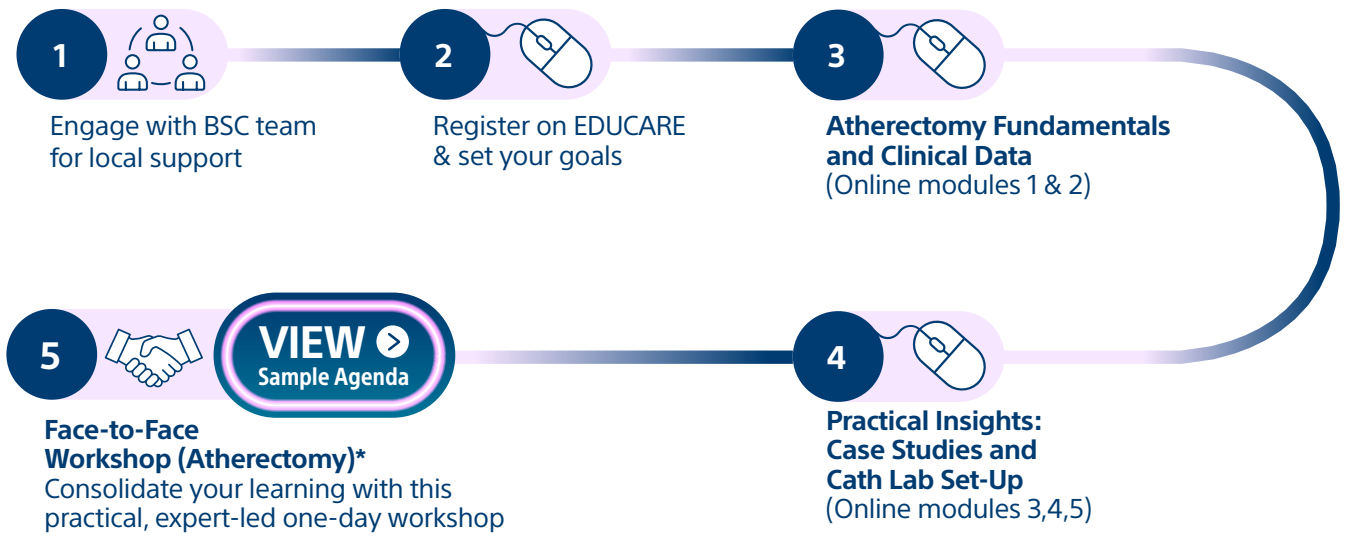 1
Engage with BSC team
for local support
2
Register on EDUCARE
& set your goals
3
Atherectomy Fundamentals
and Clinical Data
(Online modules 1 & 2)
4
Practical Insights:
Case Studies and
Cath Lab Set-Up
(Online modules 3,4,5)
5
VIEW
Sample Agenda
Face-to-Face
Workshop (Atherectomy)*
Consolidate your learning with this
practical, expert-led one-day workshop